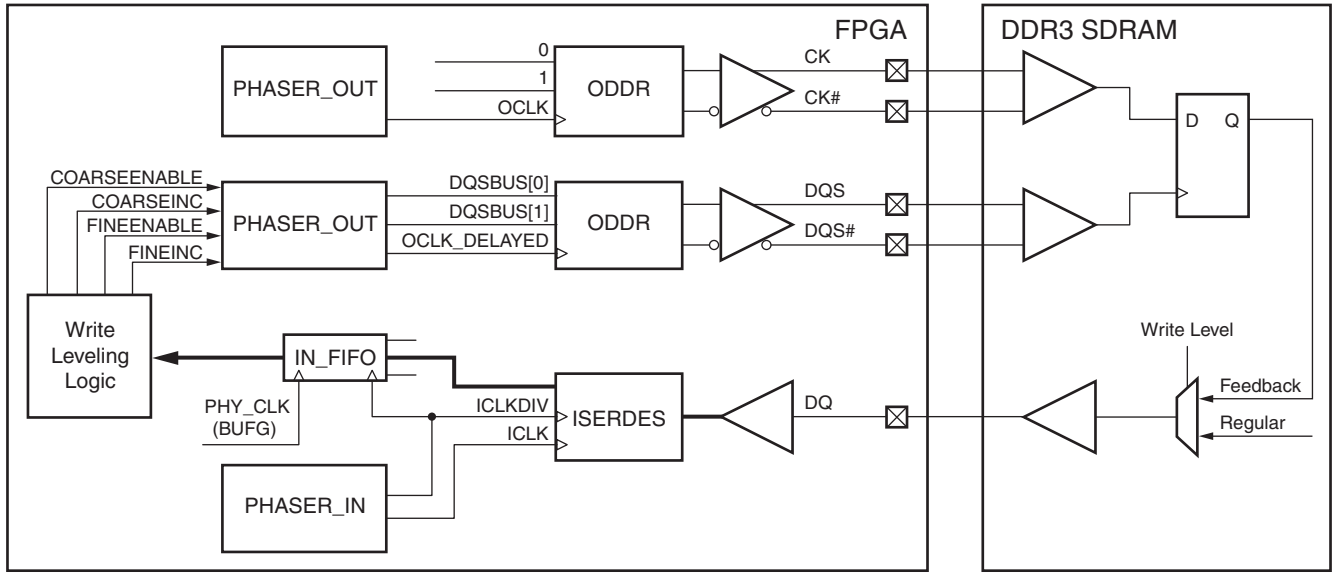 FPGA
DDR3 SDRAM
0
1
OCLK
PHASER_OUT
ODDR
CK
CK#
D Q
COARSEENABLE
COARSEINC
FINEENABLE
FINEINC
PHASER_OUT
DQSBUS[0]
DQSBUS[1]
OCLK_DELAYED
ODDR
DQS
DQS#
Write
Leveling
Logic
IN_FIFO
PHY_CLK
(BUFG)
ICLKDIV
ICLK
ISERDES
DQ
Write Level
Feedback
Regular
PHASER_IN